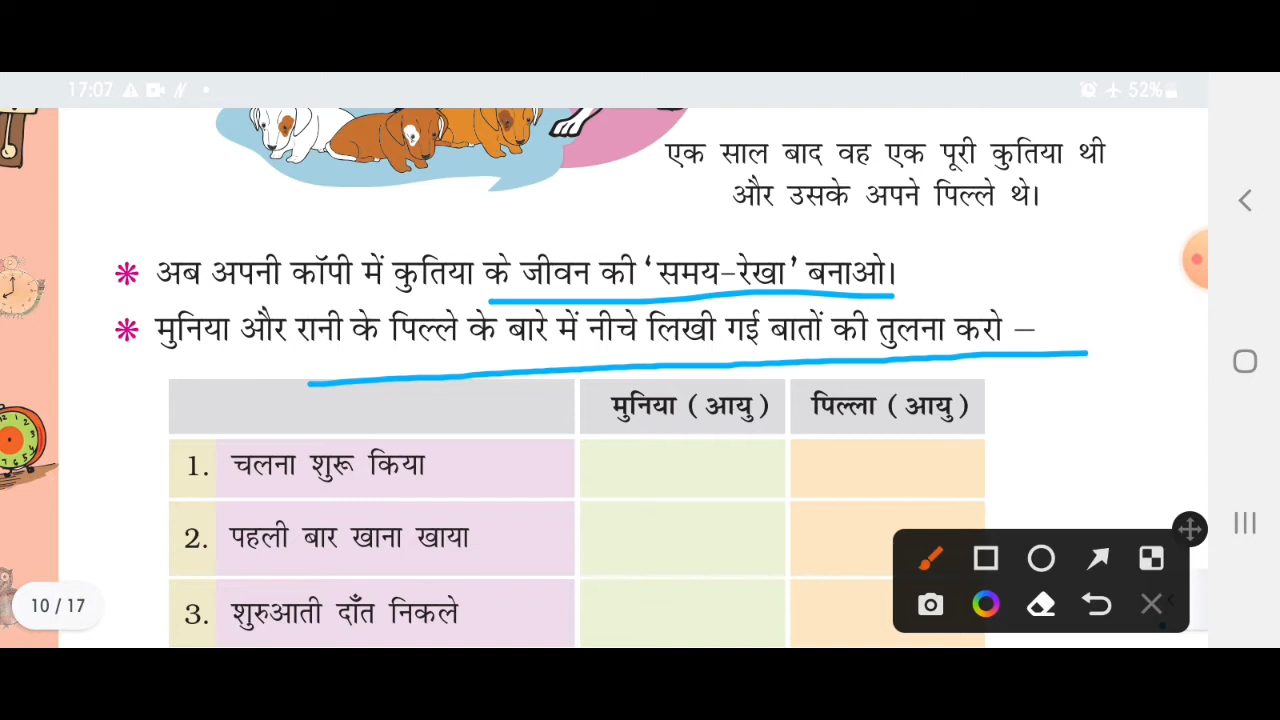 17:07
52%
एक साल बाद वह एक पूरी कुतिया थी
और उसके अपने पिल्ले थे।
अब अपनी कॉपी में कुतिया के जीवन की ‘समय-रेखा’ बनाओ।
मुनिया और रानी के पिल्ले के बारे में नीचे लिखी गई बातों की तुलना करो –
मुनिया ( आयु ) पिल्ला ( आयु )
1. चलना शुरू किया
2. पहली बार खाना खाया
3. शुरुआती दाँत निकले
10 / 17